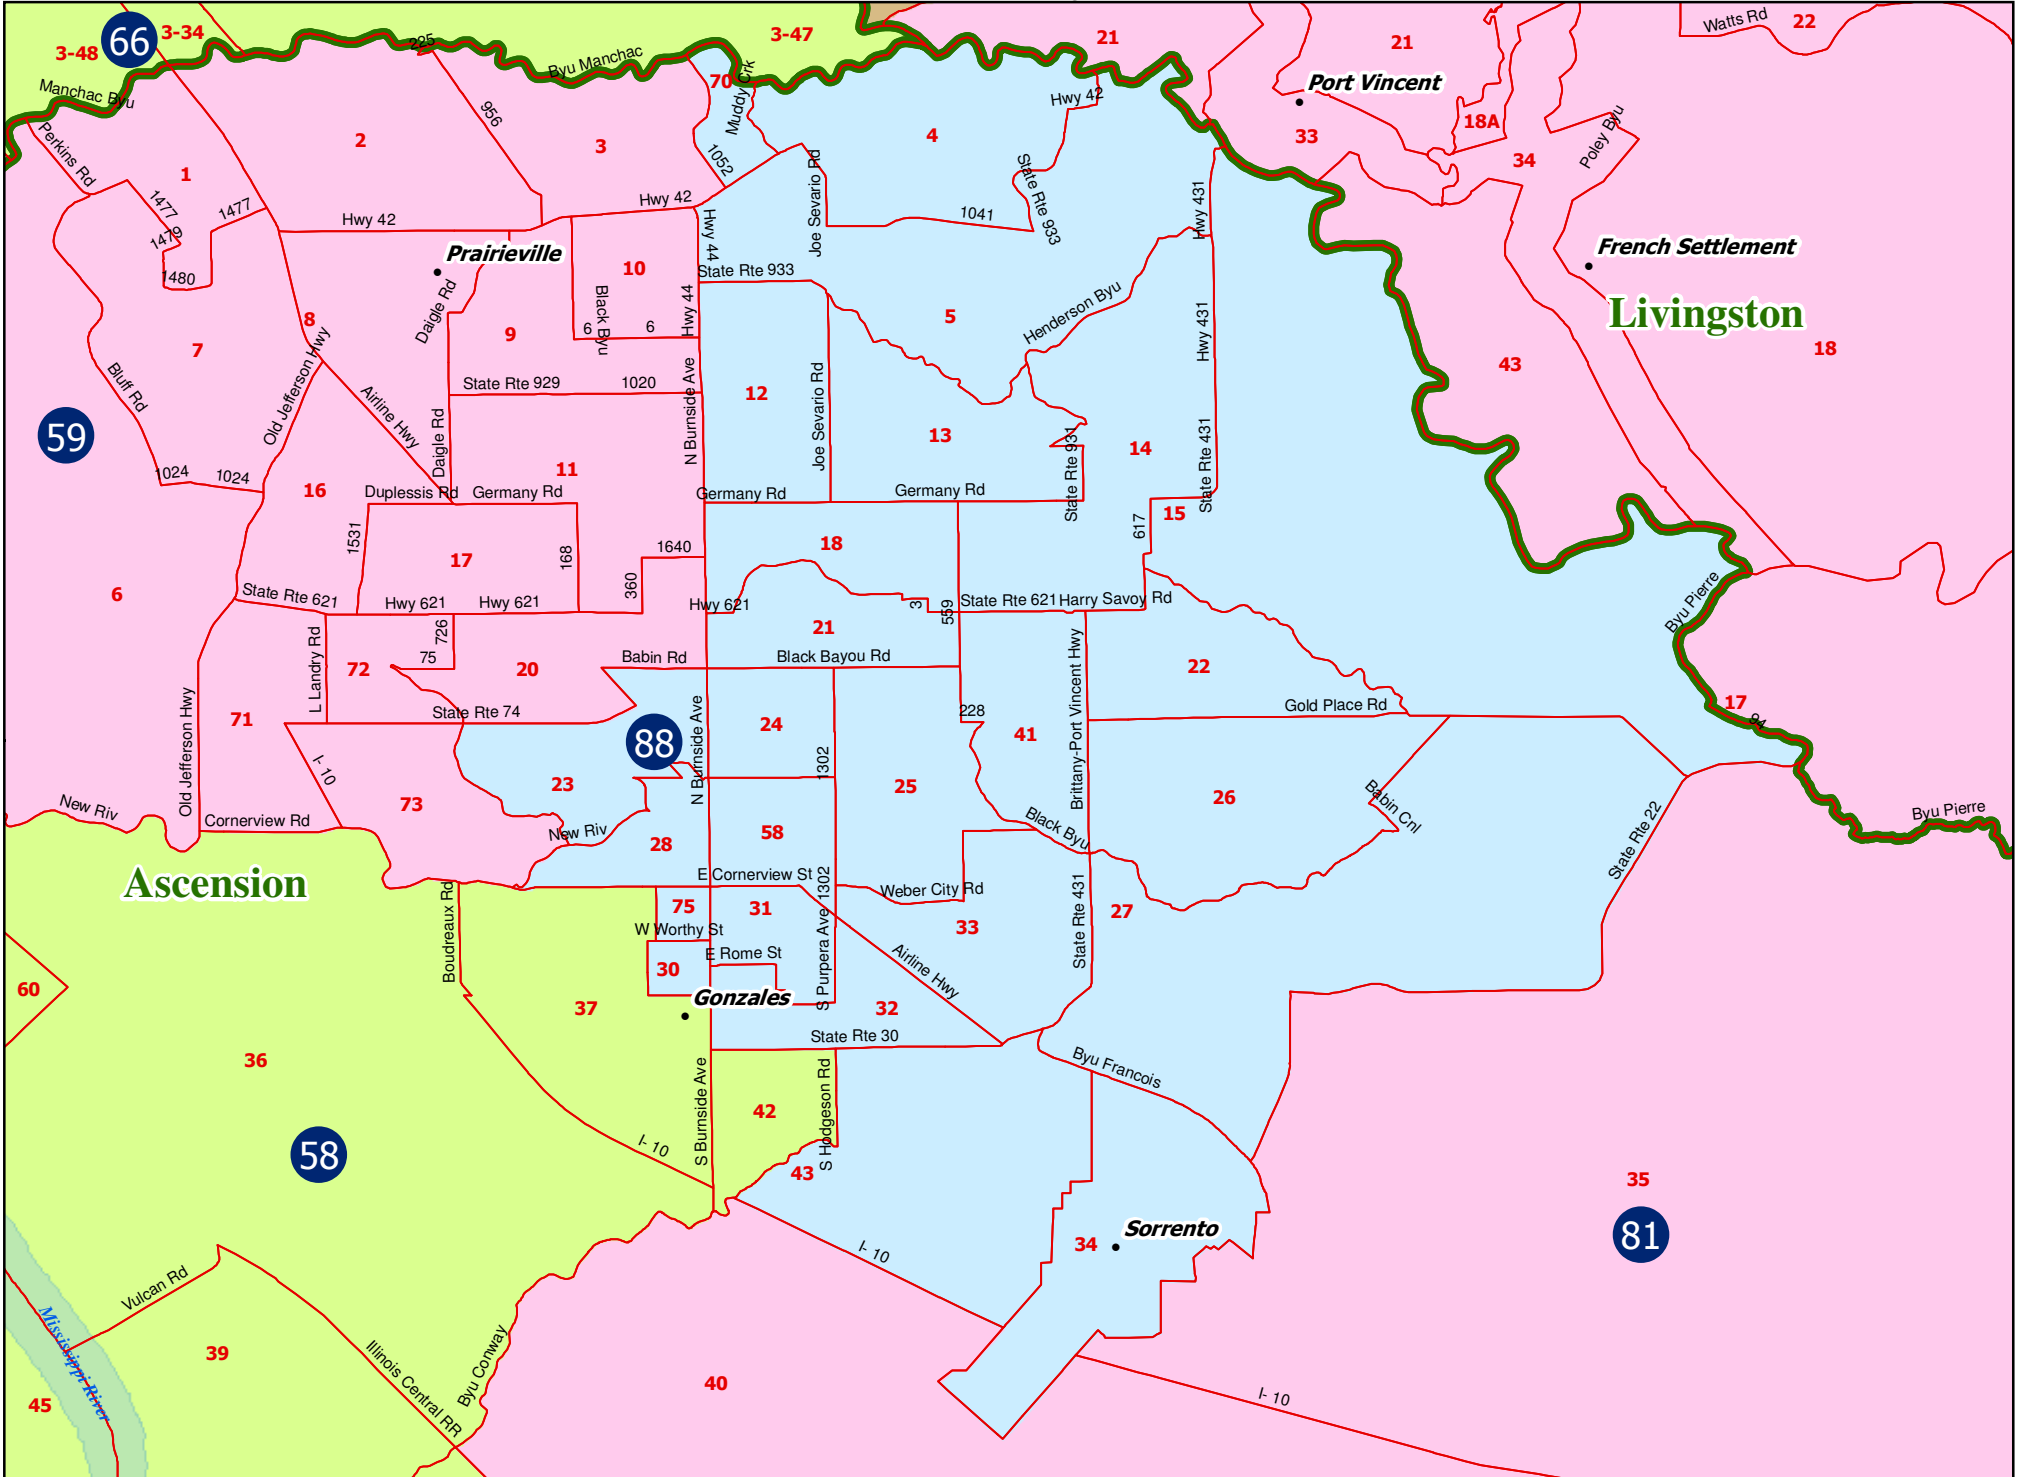 3-48
66
3-34
225
Byu Manchac
3-47
21
21
Watts Rd
22
Manchac Byu
70
Muddy Crk
Hwy 42
Port Vincent
Perkins Rd
1
2
956
3
1052
4
33
18A
34
Poley Byu
1477
1477
1479
1480
Hwy 42
Hwy 42
Hwy 44
Joe Sevario Rd
1041
State Rte 933
Hwy 431
Prairieville
10
State Rte 933
French Settlement
Livingston
Daigle Rd
Black Byu
6
6
Hwy 44
5
Henderson Byu
Hwy 431
8
9
7
Old Jefferson Hwy
Bluff Rd
Airline Hwy
State Rte 929
1020
N Burnside Ave
12
Joe Sevario Rd
43
18
59
Daigle Rd
13
State Rte 931
14
State Rte 431
1024
1024
16
11
Duplessis Rd
Germany Rd
Germany Rd
Germany Rd
15
617
1531
17
168
1640
18
6
State Rte 621
Hwy 621
Hwy 621
360
Hwy 621
3
559
State Rte 621
Harry Savoy Rd
Byu Pierre
L Landry Rd
726
75
72
20
Babin Rd
21
Black Bayou Rd
Brittany-Port Vincent Hwy
22
71
State Rte 74
88
N Burnside Ave
24
228
41
Gold Place Rd
17
94
Old Jefferson Hwy
I- 10
23
1302
25
26
Babin Cnl
73
New Riv
Cornerview Rd
New Riv
28
58
Black Byu
State Rte 22
Byu Pierre
Ascension
E Cornerview St
1302
Weber City Rd
Boudreaux Rd
75
31
33
State Rte 431
27
W Worthy St
E Rome St
S Purpera Ave
Airline Hwy
60
30
Gonzales
37
32
36
State Rte 30
Byu Francois
S Burnside Ave
42
S Hodgeson Rd
58
I- 10
43
35
81
34
Sorrento
I- 10
Vulcan Rd
Mississippi River
39
Illinois Central RR
Byu Conway
40
I- 10
45